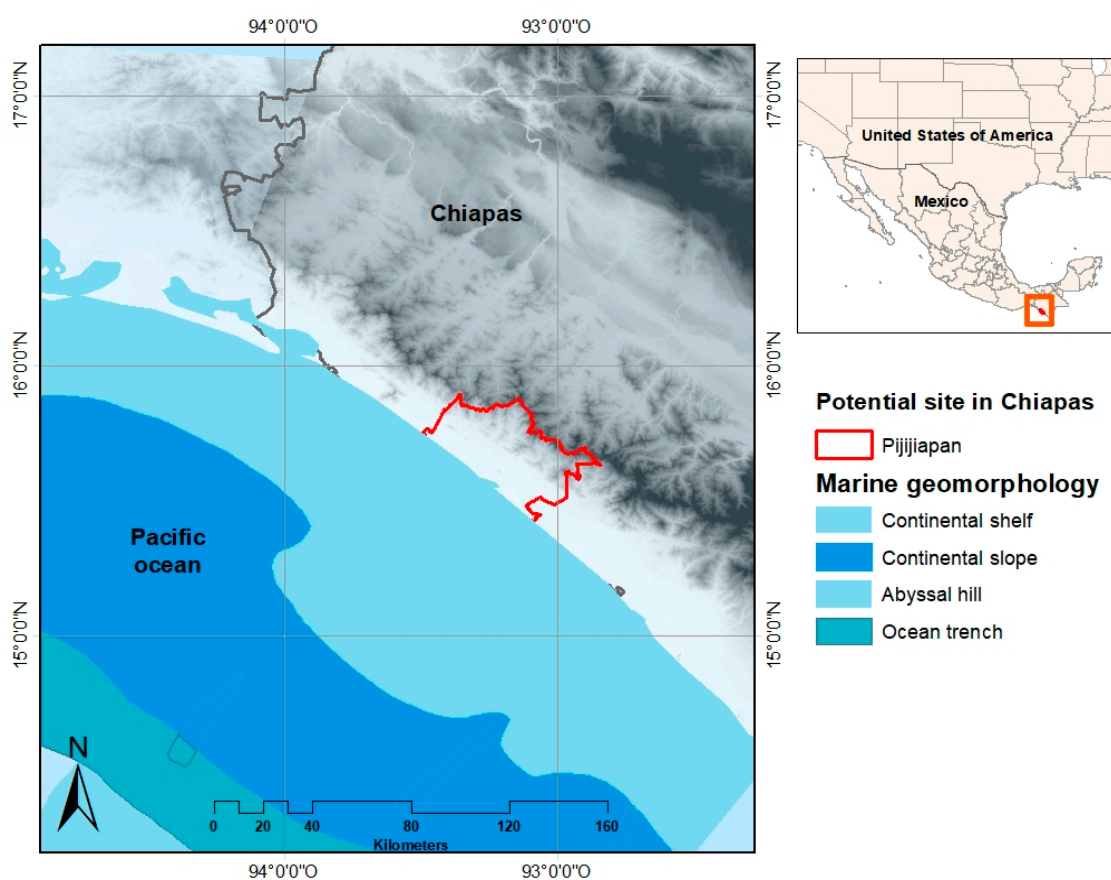 94°0'0"O
93°0'0"O
17°0'0"N
17°0'0"N
Chiapas
16°0'0"N
16°0'0"N
Pacific
ocean
15°0'0"N
15°0'0"N
N
0
20
40
80
120
160
Kilometers
94°0'0"O
93°0'0"O
United States of America
Mexico
Potential site in Chiapas
Pijijiapan
Marine geomorphology
Continental shelf
Continental slope
Abyssal hill
Ocean trench